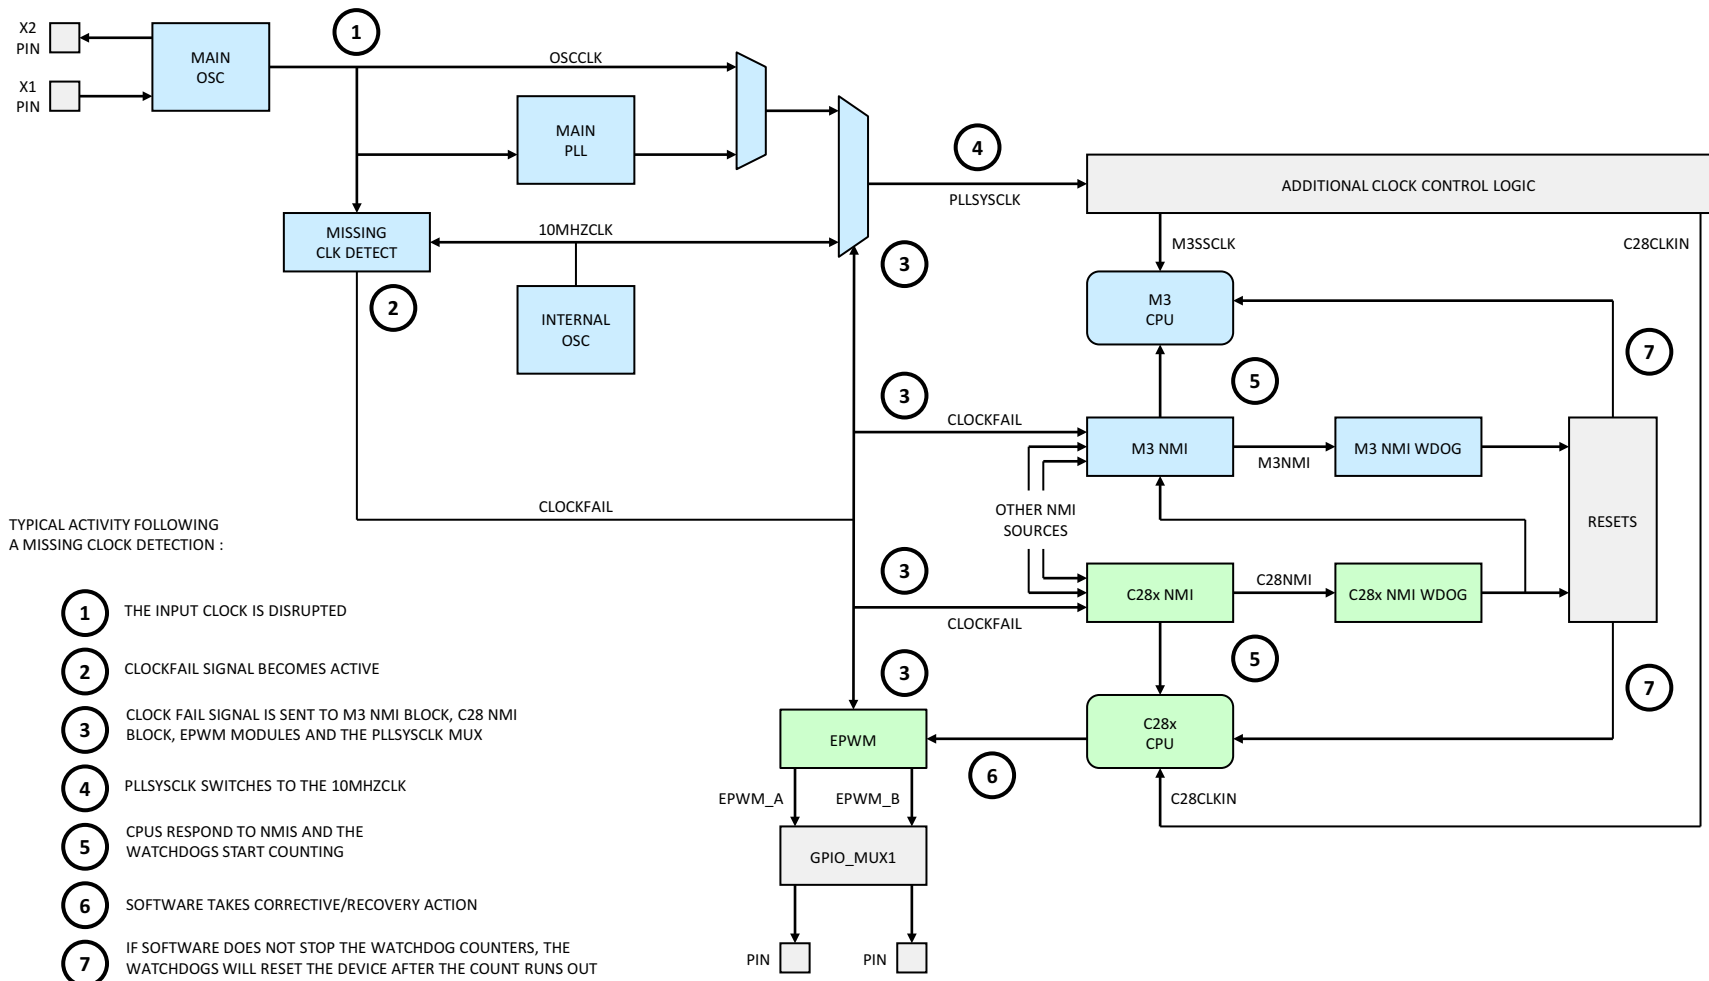 X2
PIN
X1
PIN
MAIN
OSC
1
OSCCLK
MAIN
PLL
4
PLLSYSCLK
ADDITIONAL CLOCK CONTROL LOGIC
MISSING
CLK DETECT
10MHZCLK
3
M3SSCLK
C28CLKIN
2
INTERNAL
OSC
M3
CPU
7
3
5
CLOCKFAIL
M3 NMI
M3NMI
M3 NMI WDOG
CLOCKFAIL
OTHER NMI
SOURCES
RESETS
3
C28x NMI
C28NMI
C28x NMI WDOG
CLOCKFAIL
5
3
7
EPWM
C28x
CPU
6
EPWM_A
EPWM_B
C28CLKIN
GPIO_MUX1
PIN
PIN
TYPICAL ACTIVITY FOLLOWING
A MISSING CLOCK DETECTION :
1
THE INPUT CLOCK IS DISRUPTED
2
CLOCKFAIL SIGNAL BECOMES ACTIVE
3
CLOCK FAIL SIGNAL IS SENT TO M3 NMI BLOCK, C28 NMI
BLOCK, EPWM MODULES AND THE PLLSYSCLK MUX
4
PLLSYSCLK SWITCHES TO THE 10MHZCLK
5
CPUS RESPOND TO NMIS AND THE
WATCHDOGS START COUNTING
6
SOFTWARE TAKES CORRECTIVE/RECOVERY ACTION
7
IF SOFTWARE DOES NOT STOP THE WATCHDOG COUNTERS, THE
WATCHDOGS WILL RESET THE DEVICE AFTER THE COUNT RUNS OUT